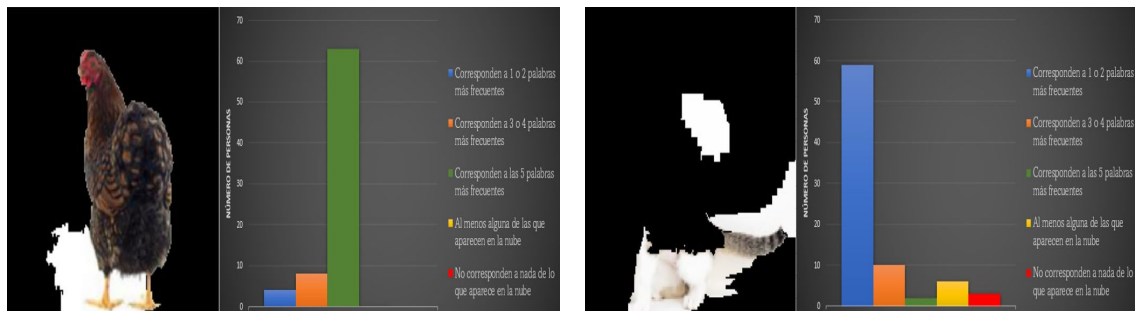 70
60
50
40
30
20
10
0
NÚMERO DE PERSONAS
Corresponden a 1 o 2 palabras
más frecuentes
Corresponden a 3 o 4 palabras
más frecuentes
Corresponden a las 5 palabras
más frecuentes
Al menos alguna de las que
aparecen en la nube
No corresponden a nada de lo
que aparece en la nube
70
60
50
40
30
20
10
0
NÚMERO DE PERSONAS
Corresponden a 1 o 2 palabras
más frecuentes
Corresponden a 3 o 4 palabras
más frecuentes
Corresponden a las 5 palabras
más frecuentes
Al menos alguna de las que
aparecen en la nube
No corresponden a nada de lo
que aparece en la nube